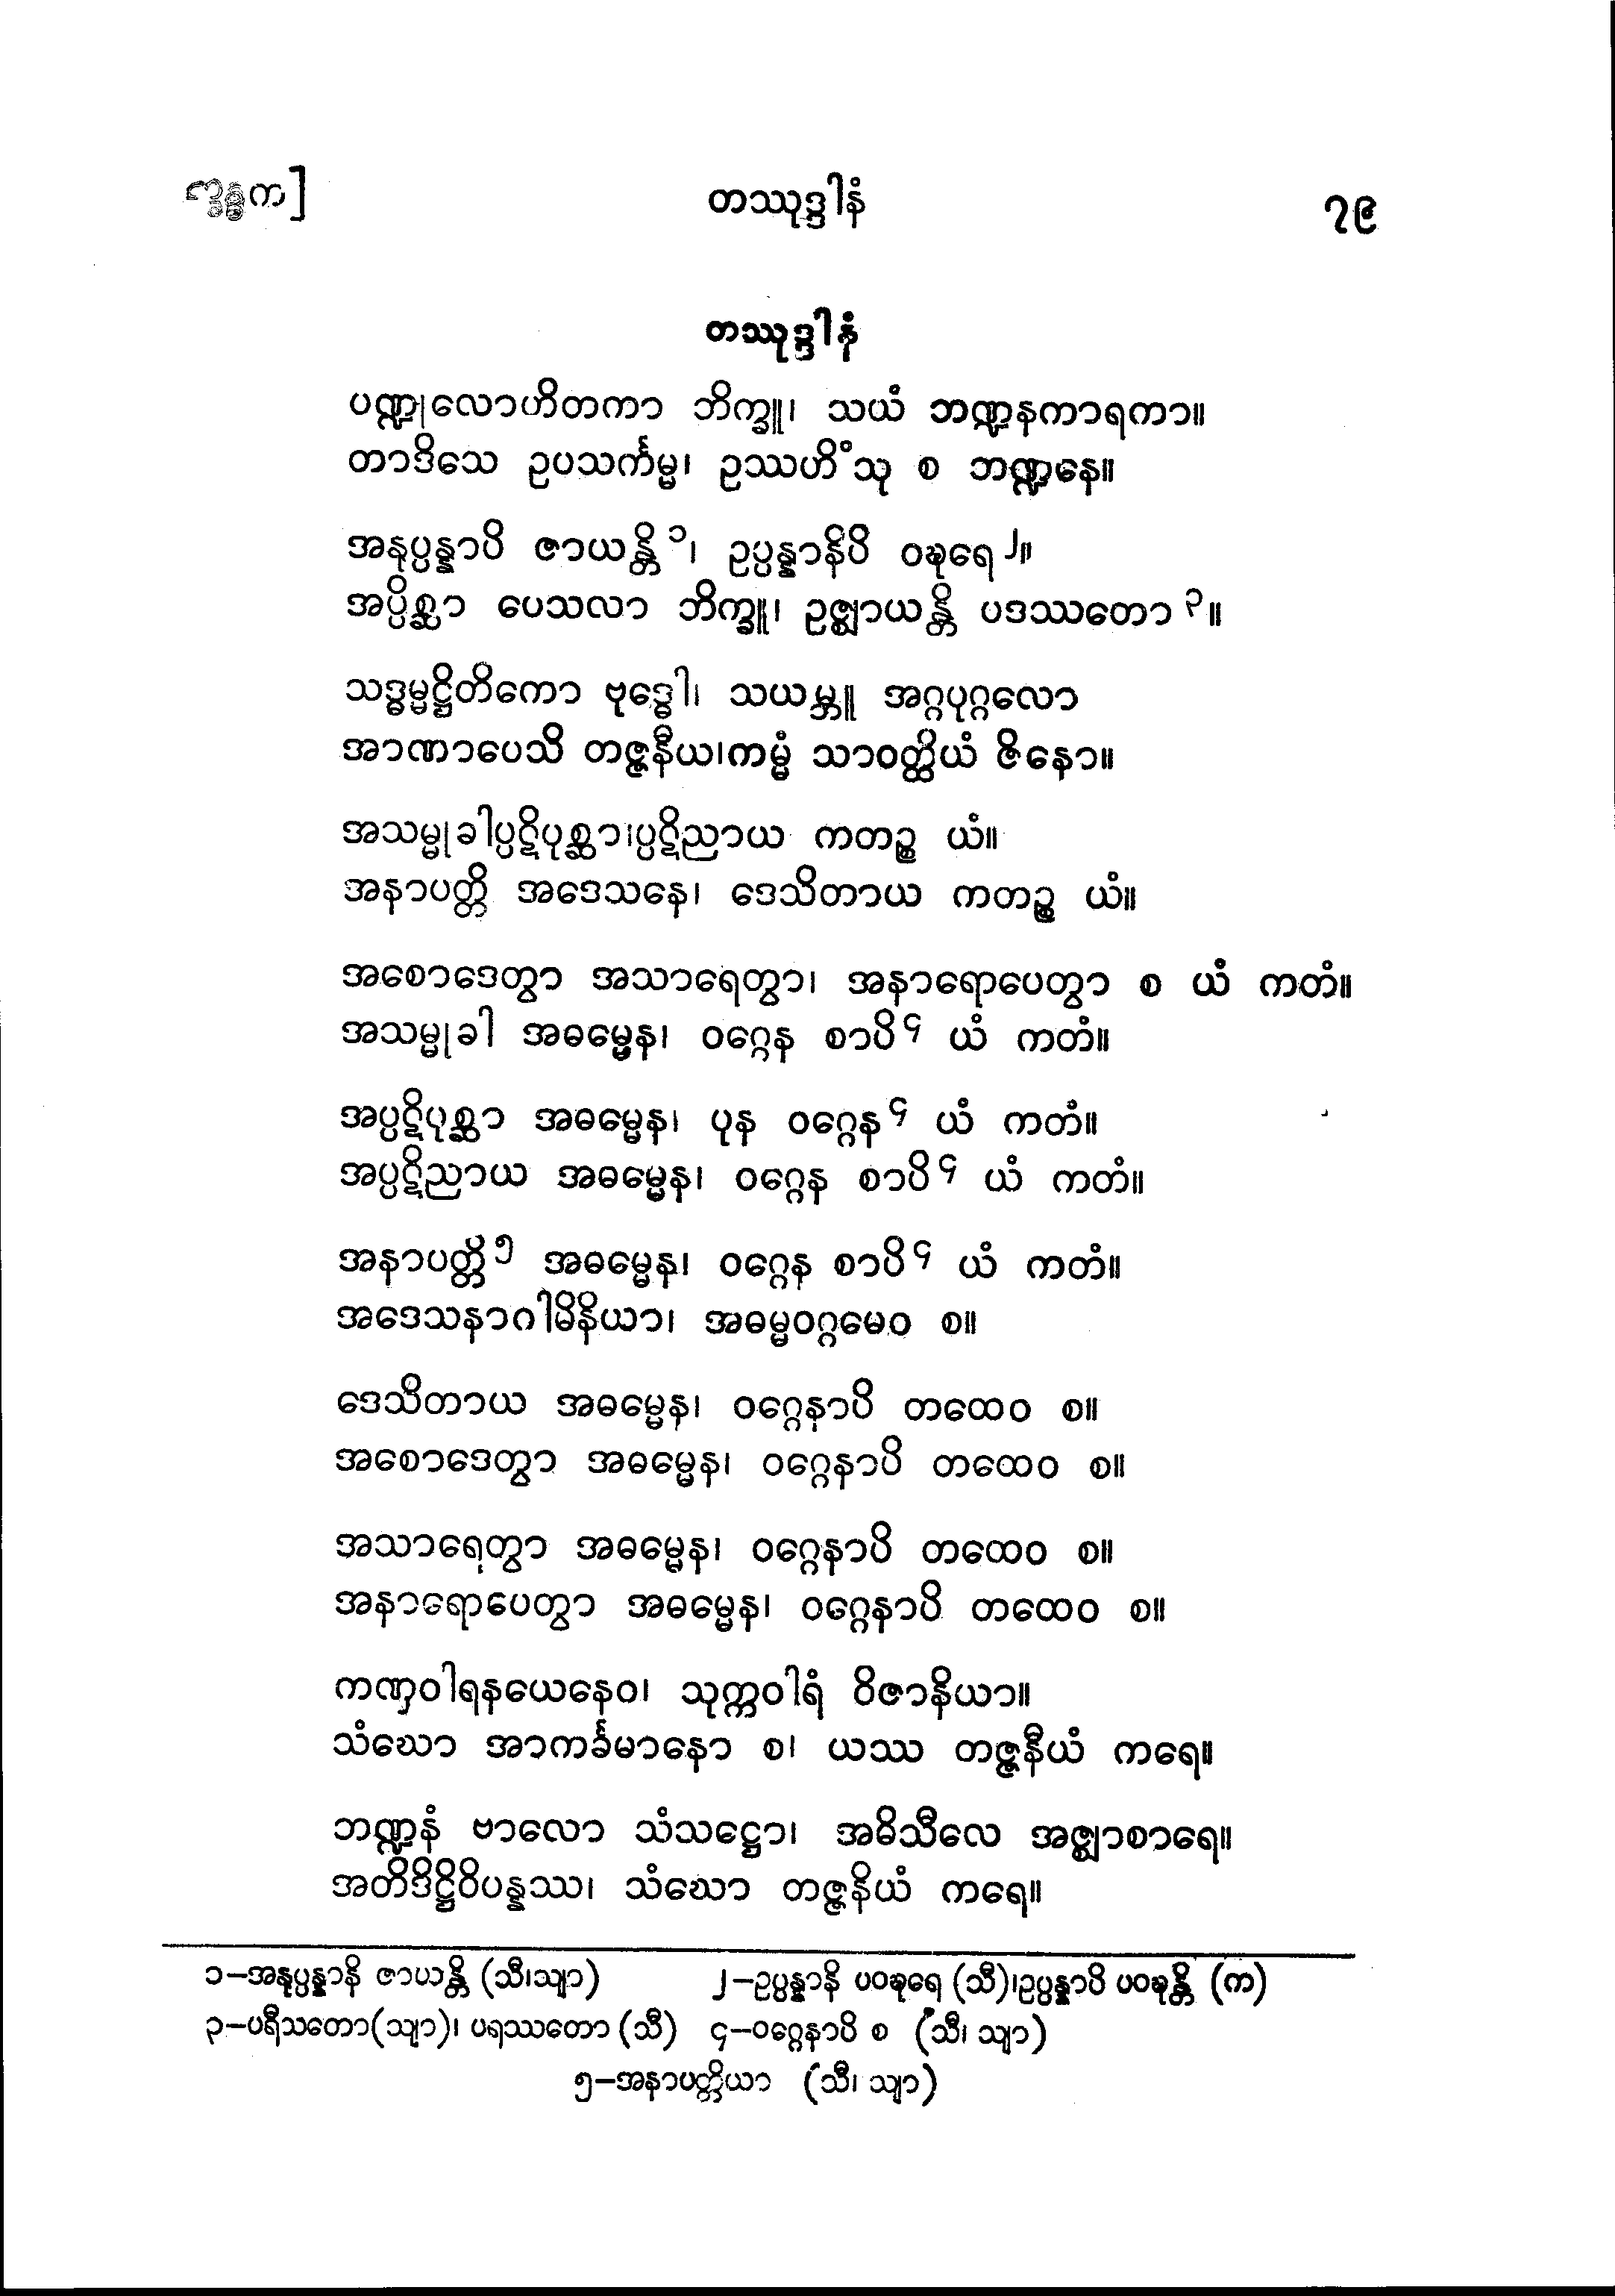 က္ခန္ဓက]
တဿုဒ္ဒါနံ
၇၉
တဿုဒ္ဒါနံ
ပဏ္ဍုလောဟိတကာ ဘိက္ခူ၊ သယံ ဘဏ္ဍနကာရကာ။
တာဒိသေ ဥပသင်္ကမ္မ၊ ဥဿဟိံသု စ ဘဏ္ဍနေ။
အနုပ္ပန္နာပိ ဇာယန္တိ ၁၊ ဥပ္ပန္နာနိပိ ဝဍ္ဎရေ ၂။
အပ္ပိစ္ဆာ ပေသလာ ဘိက္ခူ၊ ဥဇ္ဈာယန္တိ ပဒဿတော ၃။
သဒ္ဓမ္မဋ္ဌိတိကော ဗုဒ္ဓေါ၊ သယမ္ဘူ အဂ္ဂပုဂ္ဂလော
အာဏာပေသိ တဇ္ဇနီယ၊ကမ္မံ သာဝတ္ထိယံ ဇိနော။
အသမ္မုခါပ္ပဋိပုစ္ဆာ၊ပ္ပဋိညာယ ကတဉ္စ ယံ။
အနာပတ္တိ အဒေသနေ၊ ဒေသိတာယ ကတဉ္စ ယံ။
အစောဒေတွာ အသာရေတွာ၊ အနာရောပေတွာ စ ယံ ကတံ။
အသမ္မုခါ အဓမ္မေန၊ ဝဂ္ဂေန စာပိ ၄ ယံ ကတံ။
အပ္ပဋိပုစ္ဆာ အဓမ္မေန၊ ပုန ဝဂ္ဂေန ၄ ယံ ကတံ။
အပ္ပဋိညာယ အဓမ္မေန၊ ဝဂ္ဂေန စာပိ ၄ ယံ ကတံ။
အနာပတ္တိ ၅ အဓမ္မေန၊ ဝဂ္ဂေန စာပိ ၄ ယံ ကတံ။
အဒေသနာဂါမိနိယာ၊ အဓမ္မဝဂ္ဂမေဝ စ။
ဒေသိတာယ အဓမ္မေန၊ ဝဂ္ဂေနာပိ တထေဝ စ။
အစောဒေတွာ အဓမ္မေန၊ ဝဂ္ဂေနာပိ တထေဝ စ။
အသာရေတွာ အဓမ္မေန၊ ဝဂ္ဂေနာပိ တထေဝ စ။
အနာရောပေတွာ အဓမ္မေန၊ ဝဂ္ဂေနာပိ တထေဝ စ။
ကဏှဝါရနယေနေဝ၊ သုက္ကဝါရံ ဝိဇာနိယာ။
သံဃော အာကင်္ခမာနော စ၊ ယဿ တဇ္ဇနီယံ ကရေ။
ဘဏ္ဍနံ ဗာလော သံသဋ္ဌော၊ အဓိသီလေ အဇ္ဈာစာရေ။
အတိဒိဋ္ဌိဝိပန္နဿ၊ သံဃော တဇ္ဇနိယံ ကရေ။
၁–အနုပ္ပန္နာနိ ဇာယန္တိ (သီ၊သျာ) ၂–ဥပ္ပန္နာနိ ပဝဍ္ဎရေ (သီ)၊ဥပ္ပန္နာပိ ပဝဍ္ဎန္တိ (က)
၃–ပရိသတော(သျာ)၊ ပရဿတော (သီ) ၄–ဝဂ္ဂေနာပိ စ (သီ၊ သျာ)
၅–အနာပတ္တိယာ (သီ၊ သျာ)